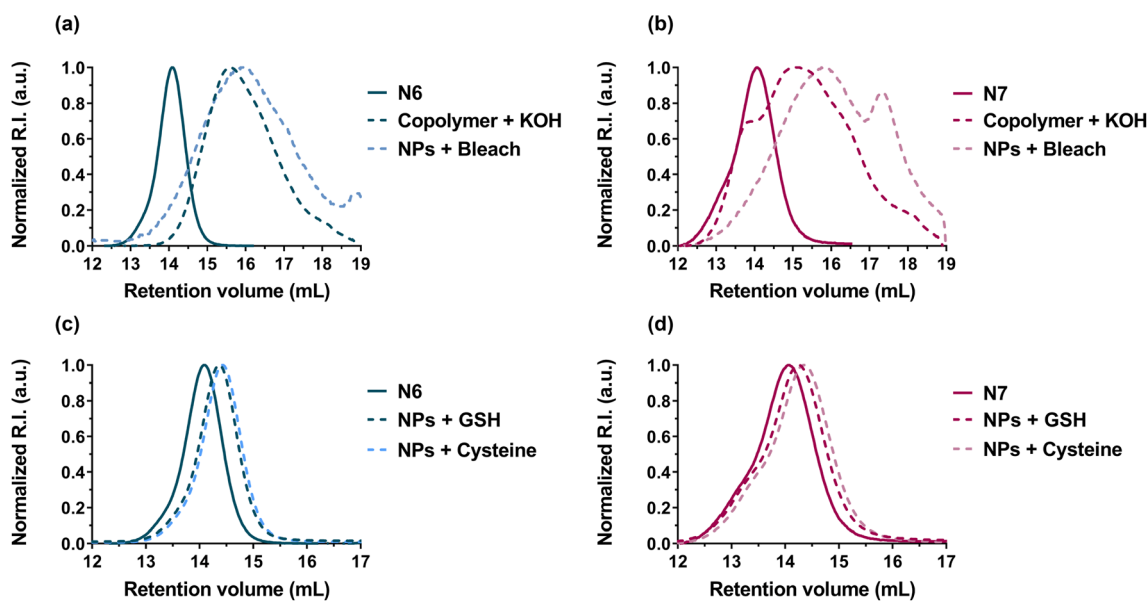 (a)
Normalized R.I. (a.u.)
1.0
0.8
0.6
0.4
0.2
0.0
12 13 14 15 16 17 18 19
Retention volume (mL)
N6
Copolymer + KOH
NPs + Bleach
(b)
Normalized R.I. (a.u.)
1.0
0.8
0.6
0.4
0.2
0.0
12 13 14 15 16 17 18 19
Retention volume (mL)
N7
Copolymer + KOH
NPs + Bleach
(c)
Normalized R.I. (a.u.)
1.0
0.8
0.6
0.4
0.2
0.0
12 13 14 15 16 17
Retention volume (mL)
N6
NPs + GSH
NPs + Cysteine
(d)
Normalized R.I. (a.u.)
1.0
0.8
0.6
0.4
0.2
0.0
12 13 14 15 16 17
Retention volume (mL)
N7
NPs + GSH
NPs + Cysteine